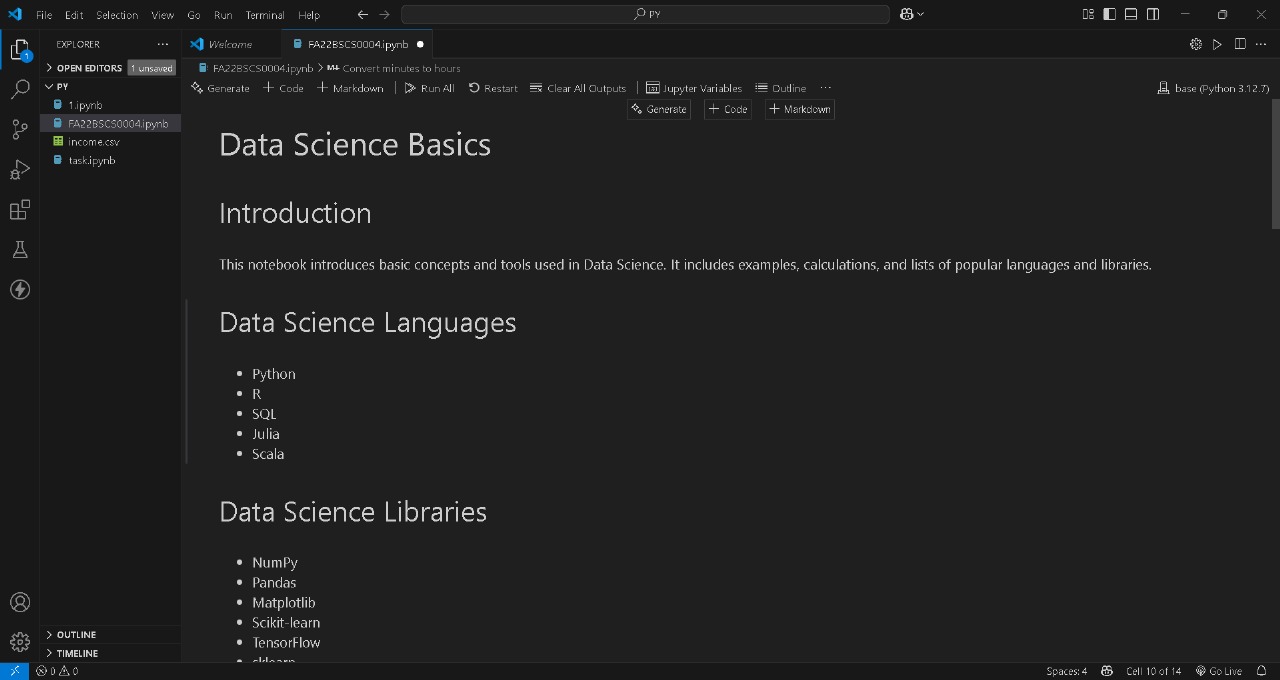 File Edit Selection View Go Run Terminal Help
PY
EXPLORER
Welcome
FA22BSCS0004.ipynb
OPEN EDITORS 1 unsaved
FA22BSCS0004.ipynb > M↓ Convert minutes to hours
PY
Generate + Code + Markdown Run All Restart Clear All Outputs Jupyter Variables Outline ... base (Python 3.12.7)
1.ipynb
Generate + Code + Markdown
FA22BSCS0004.ipynb
income.csv
task.ipynb
Data Science Basics
Introduction
This notebook introduces basic concepts and tools used in Data Science. It includes examples, calculations, and lists of popular languages and libraries.
Data Science Languages
• Python
• R
• SQL
• Julia
• Scala
Data Science Libraries
• NumPy
• Pandas
• Matplotlib
• Scikit-learn
• TensorFlow
• sklearn
OUTLINE
TIMELINE
0 0 Spaces: 4 Cell 10 of 14 Go Live